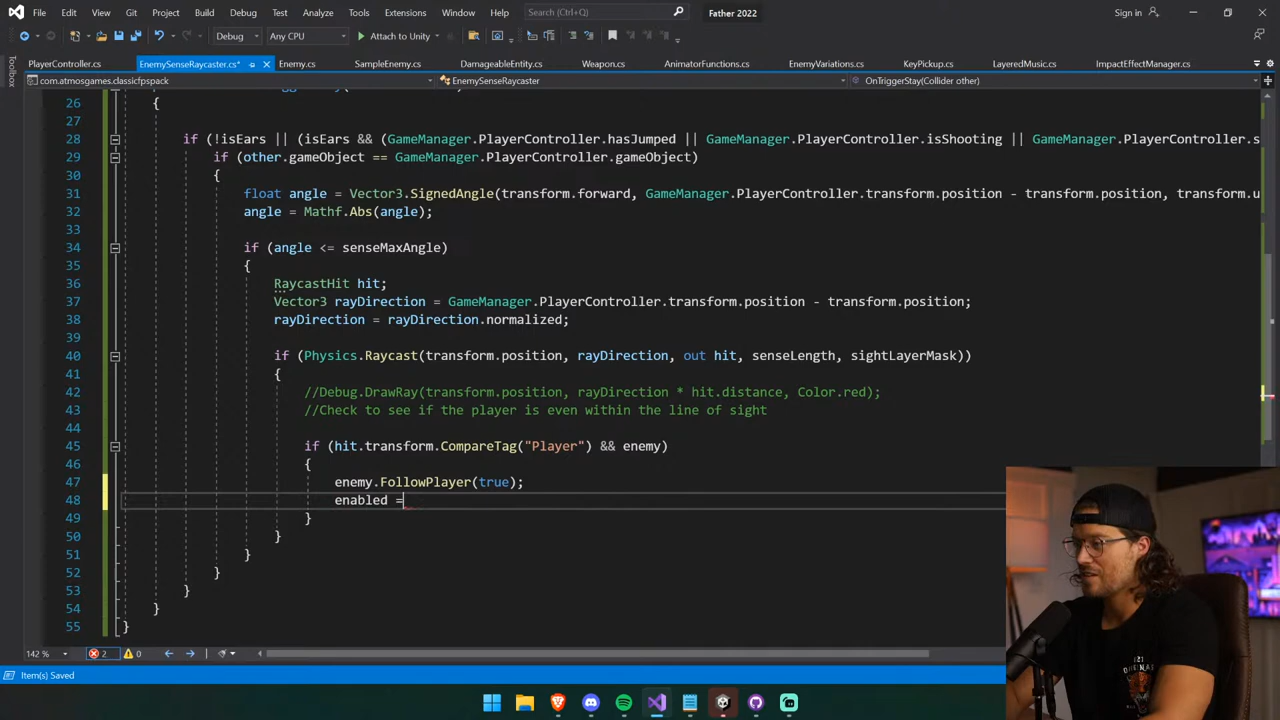 File Edit View Git Project Build Debug Test Analyze Tools Extensions Window Help Search (Ctrl+Q) Father 2022 Sign in
Debug Any CPU Attach to Unity
PlayerController.cs EnemySenseRaycaster.cs* Enemy.cs SampleEnemy.cs DamageableEntity.cs Weapon.cs AnimatorFunctions.cs EnemyVariations.cs KeyPickup.cs LayeredMusic.cs ImpactEffectManager.cs
Toolbox
com.atmosgames.classicfpspack EnemySenseRaycaster OnTriggerStay(Collider other)
26 {
27
28 if (!isEars || (isEars && (GameManager.PlayerController.hasJumped || GameManager.PlayerController.isShooting || GameManager.PlayerController.s
29 if (other.gameObject == GameManager.PlayerController.gameObject)
30 {
31 float angle = Vector3.SignedAngle(transform.forward, GameManager.PlayerController.transform.position - transform.position, transform.u
32 angle = Mathf.Abs(angle);
33
34 if (angle <= senseMaxAngle)
35 {
36 RaycastHit hit;
37 Vector3 rayDirection = GameManager.PlayerController.transform.position - transform.position;
38 rayDirection = rayDirection.normalized;
39
40 if (Physics.Raycast(transform.position, rayDirection, out hit, senseLength, sightLayerMask))
41 {
42 //Debug.DrawRay(transform.position, rayDirection * hit.distance, Color.red);
43 //Check to see if the player is even within the line of sight
44
45 if (hit.transform.CompareTag("Player") && enemy)
46 {
47 enemy.FollowPlayer(true);
48 enabled =
49 }
50 }
51 }
52 }
53 }
54 }
55 }
142 % 2 0
Item(s) Saved